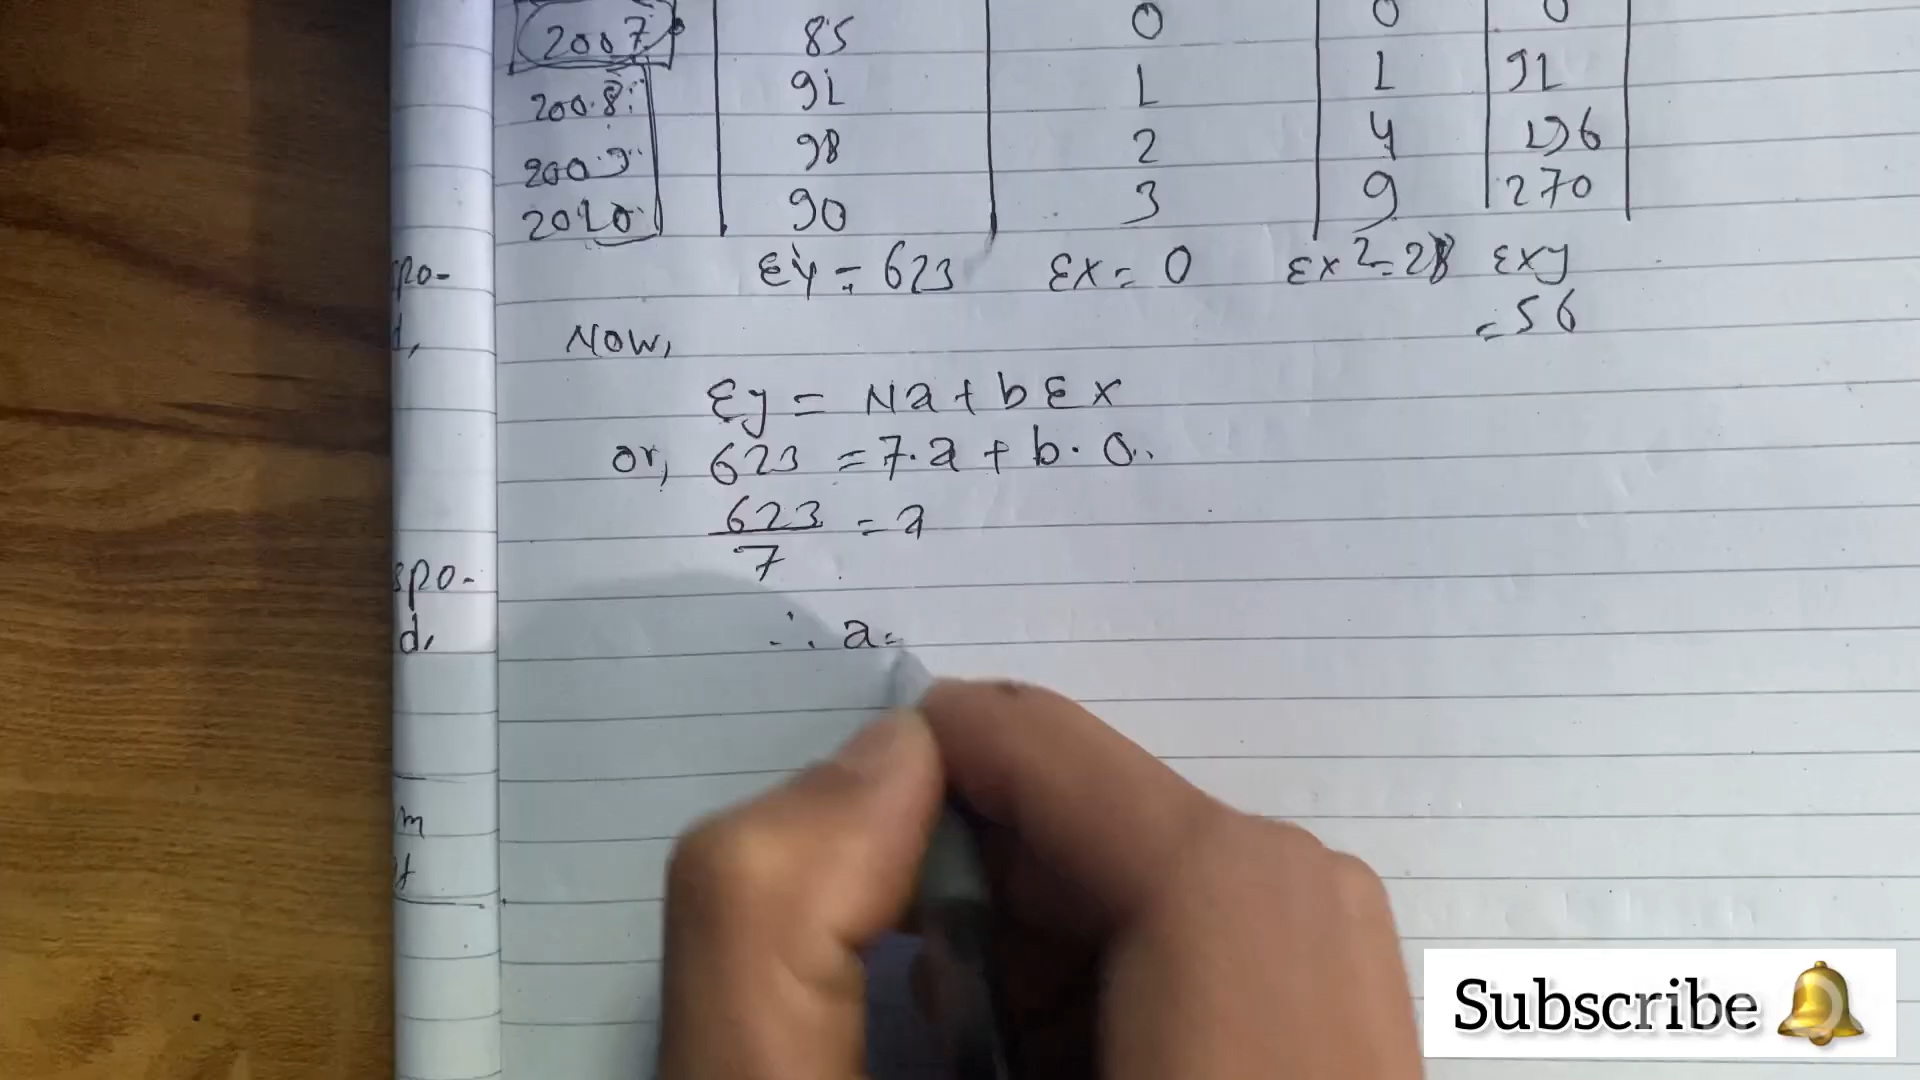 2007 85 0 0 0
2008 91 1 1 91
2009 98 2 4 196
2010 90 3 9 270
Σy = 623 Σx = 0 Σx²=28 Σxy
= 56
po-
d,
Now,
Σy = Na + bΣx
or, 623 = 7.a + b.0
623/7 = a
spo-
d,
∴ a=
m
Subscribe